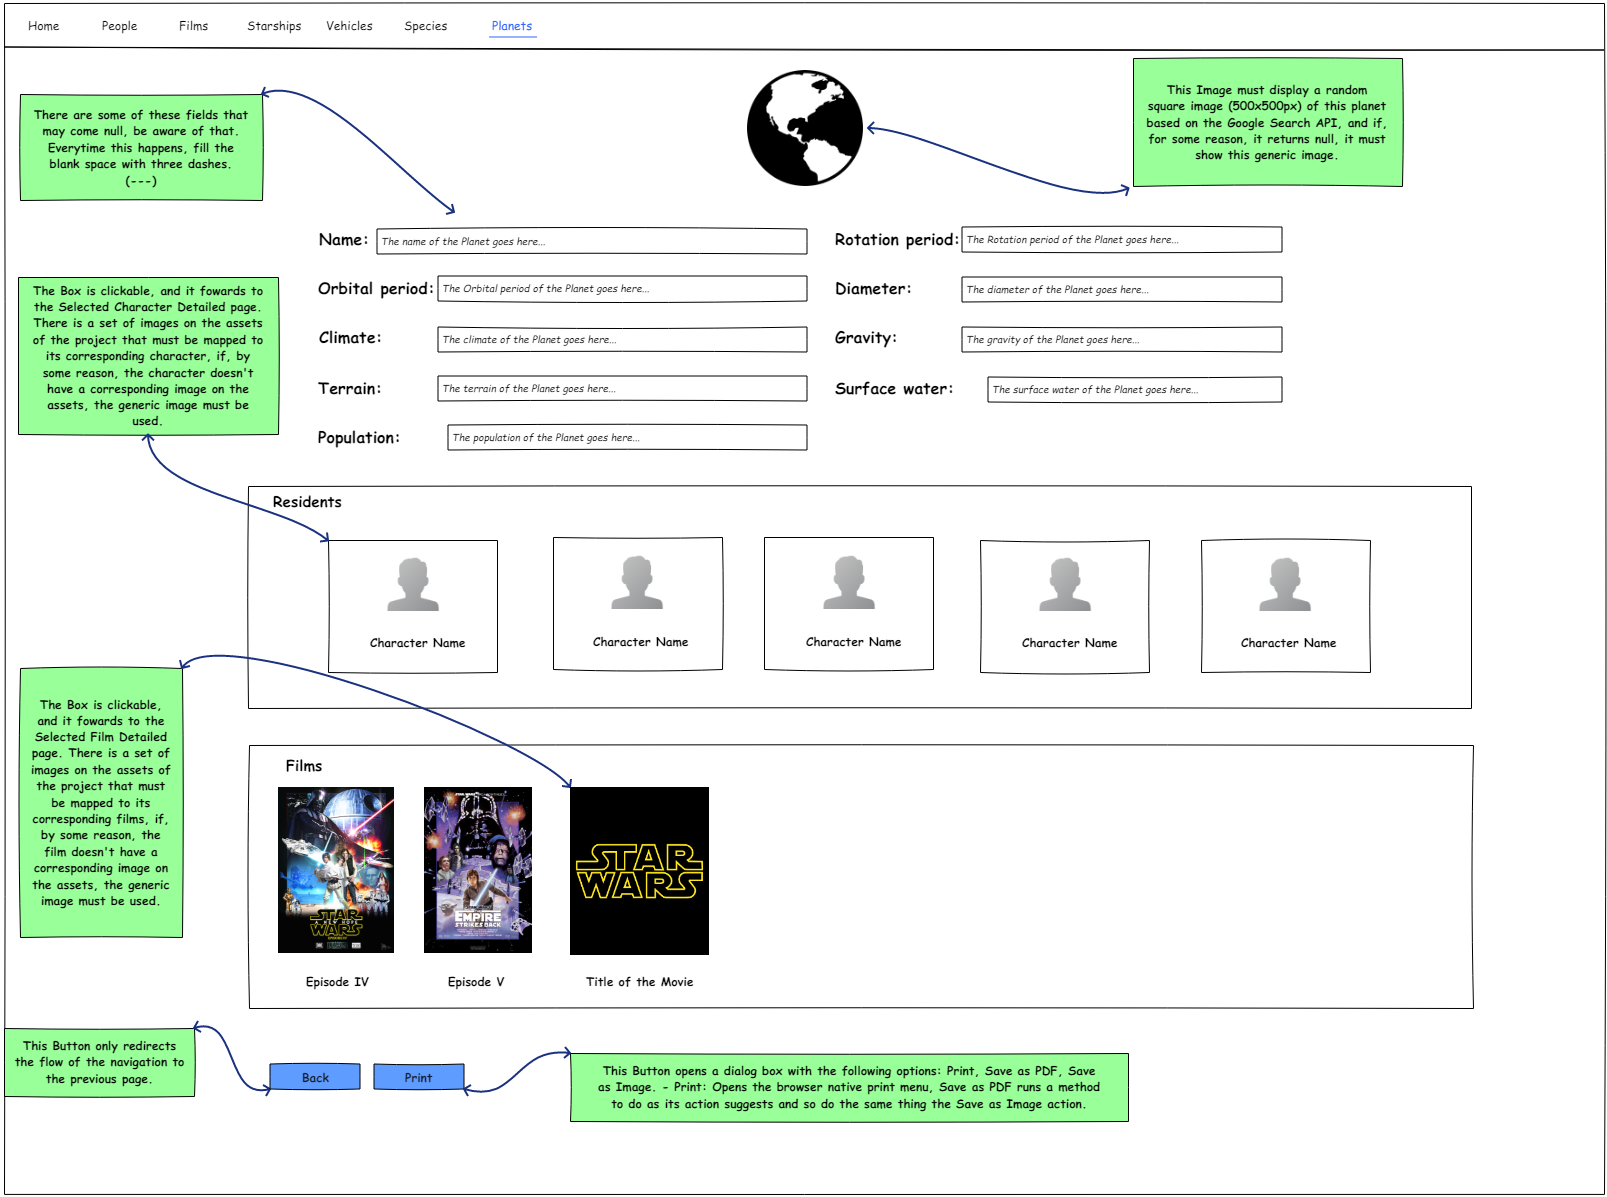 Home People Films Starships Vehicles Species Planets
There are some of these fields that
may come null, be aware of that.
Everytime this happens, fill the
blank space with three dashes.
(---)
This Image must display a random
square image (500x500px) of this planet
based on the Google Search API, and if,
for some reason, it returns null, it must
show this generic image.
Name: The name of the Planet goes here...
Rotation period: The Rotation period of the Planet goes here...
Orbital period: The Orbital period of the Planet goes here...
Diameter: The diameter of the Planet goes here...
Climate: The climate of the Planet goes here...
Gravity: The gravity of the Planet goes here...
Terrain: The terrain of the Planet goes here...
Surface water: The surface water of the Planet goes here...
Population: The population of the Planet goes here...
The Box is clickable, and it fowards to
the Selected Character Detailed page.
There is a set of images on the assets
of the project that must be mapped to
its corresponding character, if, by
some reason, the character doesn't
have a corresponding image on the
assets, the generic image must be
used.
Residents
Character Name Character Name Character Name Character Name Character Name
The Box is clickable,
and it fowards to the
Selected Film Detailed
page. There is a set of
images on the assets of
the project that must
be mapped to its
corresponding films, if,
by some reason, the
film doesn't have a
corresponding image on
the assets, the generic
image must be used.
Films
STAR
A NEW HOPE
WARS
EMPIRE
STRIKES BACK
STAR
WARS
Episode IV Episode V Title of the Movie
This Button only redirects
the flow of the navigation to
the previous page.
Back Print
This Button opens a dialog box with the following options: Print, Save as PDF, Save
as Image. - Print: Opens the browser native print menu, Save as PDF runs a method
to do as its action suggests and so do the same thing the Save as Image action.